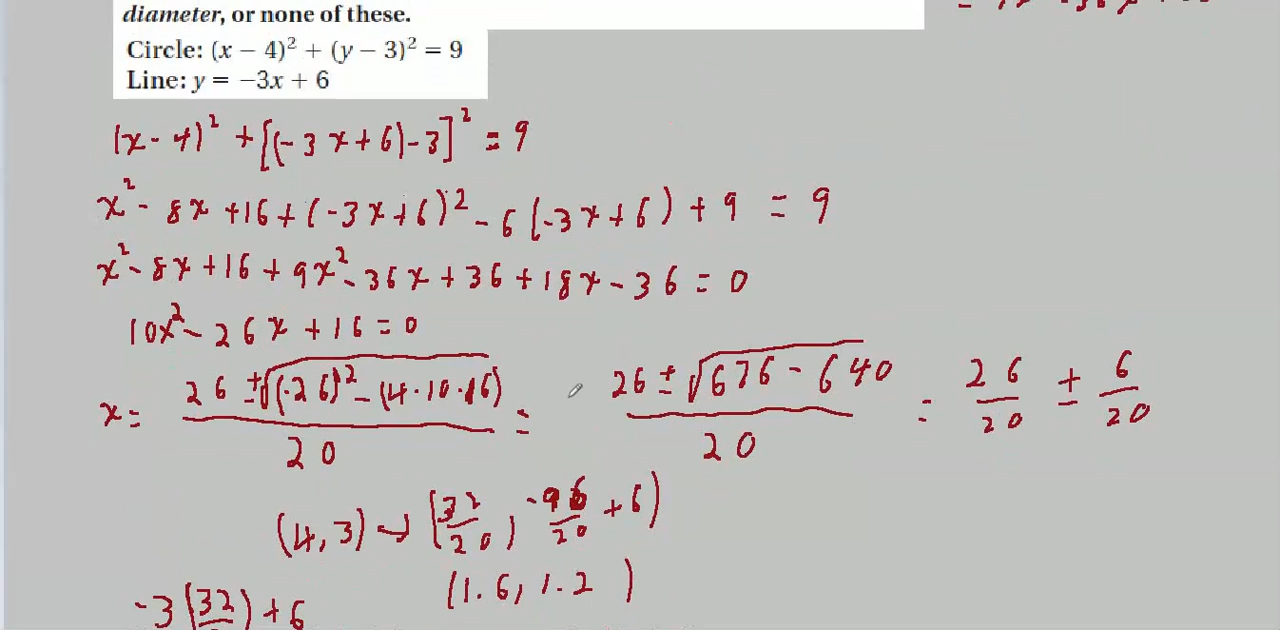 diameter, or none of these.
Circle: (x − 4)² + (y − 3)² = 9
Line: y = −3x + 6
(x - 4)² + [(-3x + 6) - 3]² = 9
x² - 8x + 16 + (-3x + 6)² - 6(-3x + 6) + 9 = 9
x² - 8x + 16 + 9x² - 36x + 36 + 18x - 36 = 0
10x² - 26x + 16 = 0
x = (26 ± √((-26)² - (4·10·16))) / 20 = (26 ± √(676 - 640)) / 20 = 26/20 ± 6/20
(4, 3) → (32/20, -96/20 + 6)
(1.6, 1.2)
-3(32/ ) + 6